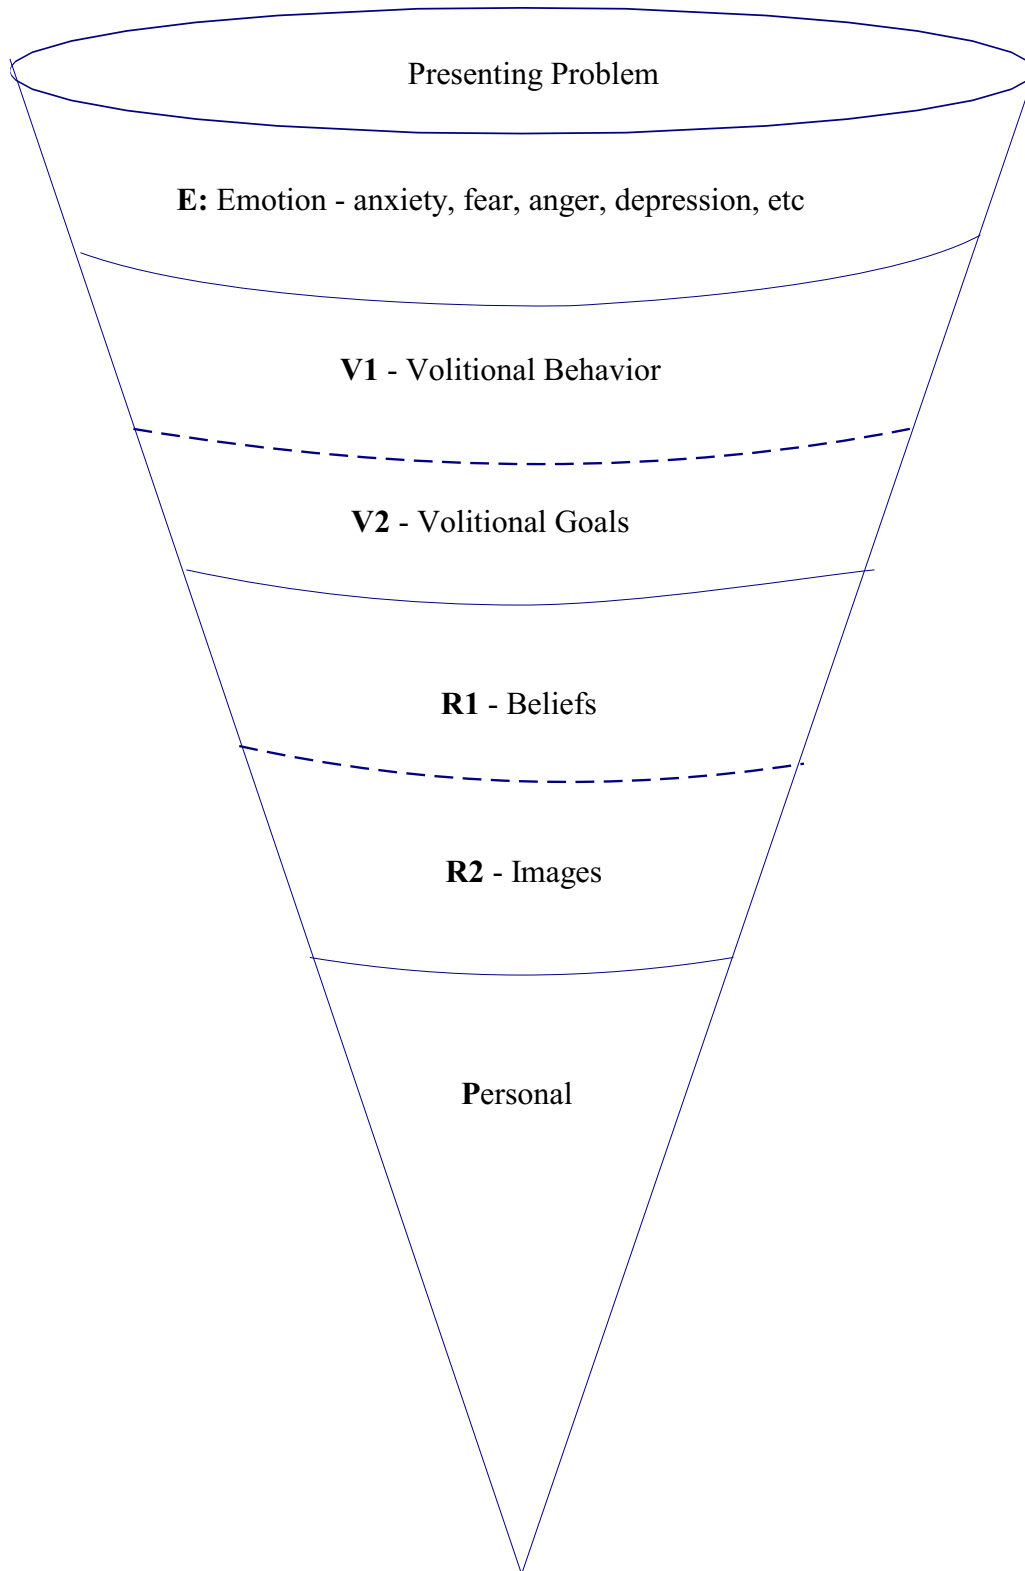 Presenting Problem
E: Emotion - anxiety, fear, anger, depression, etc
V1 - Volitional Behavior
V2 - Volitional Goals
R1 - Beliefs
R2 - Images
Personal